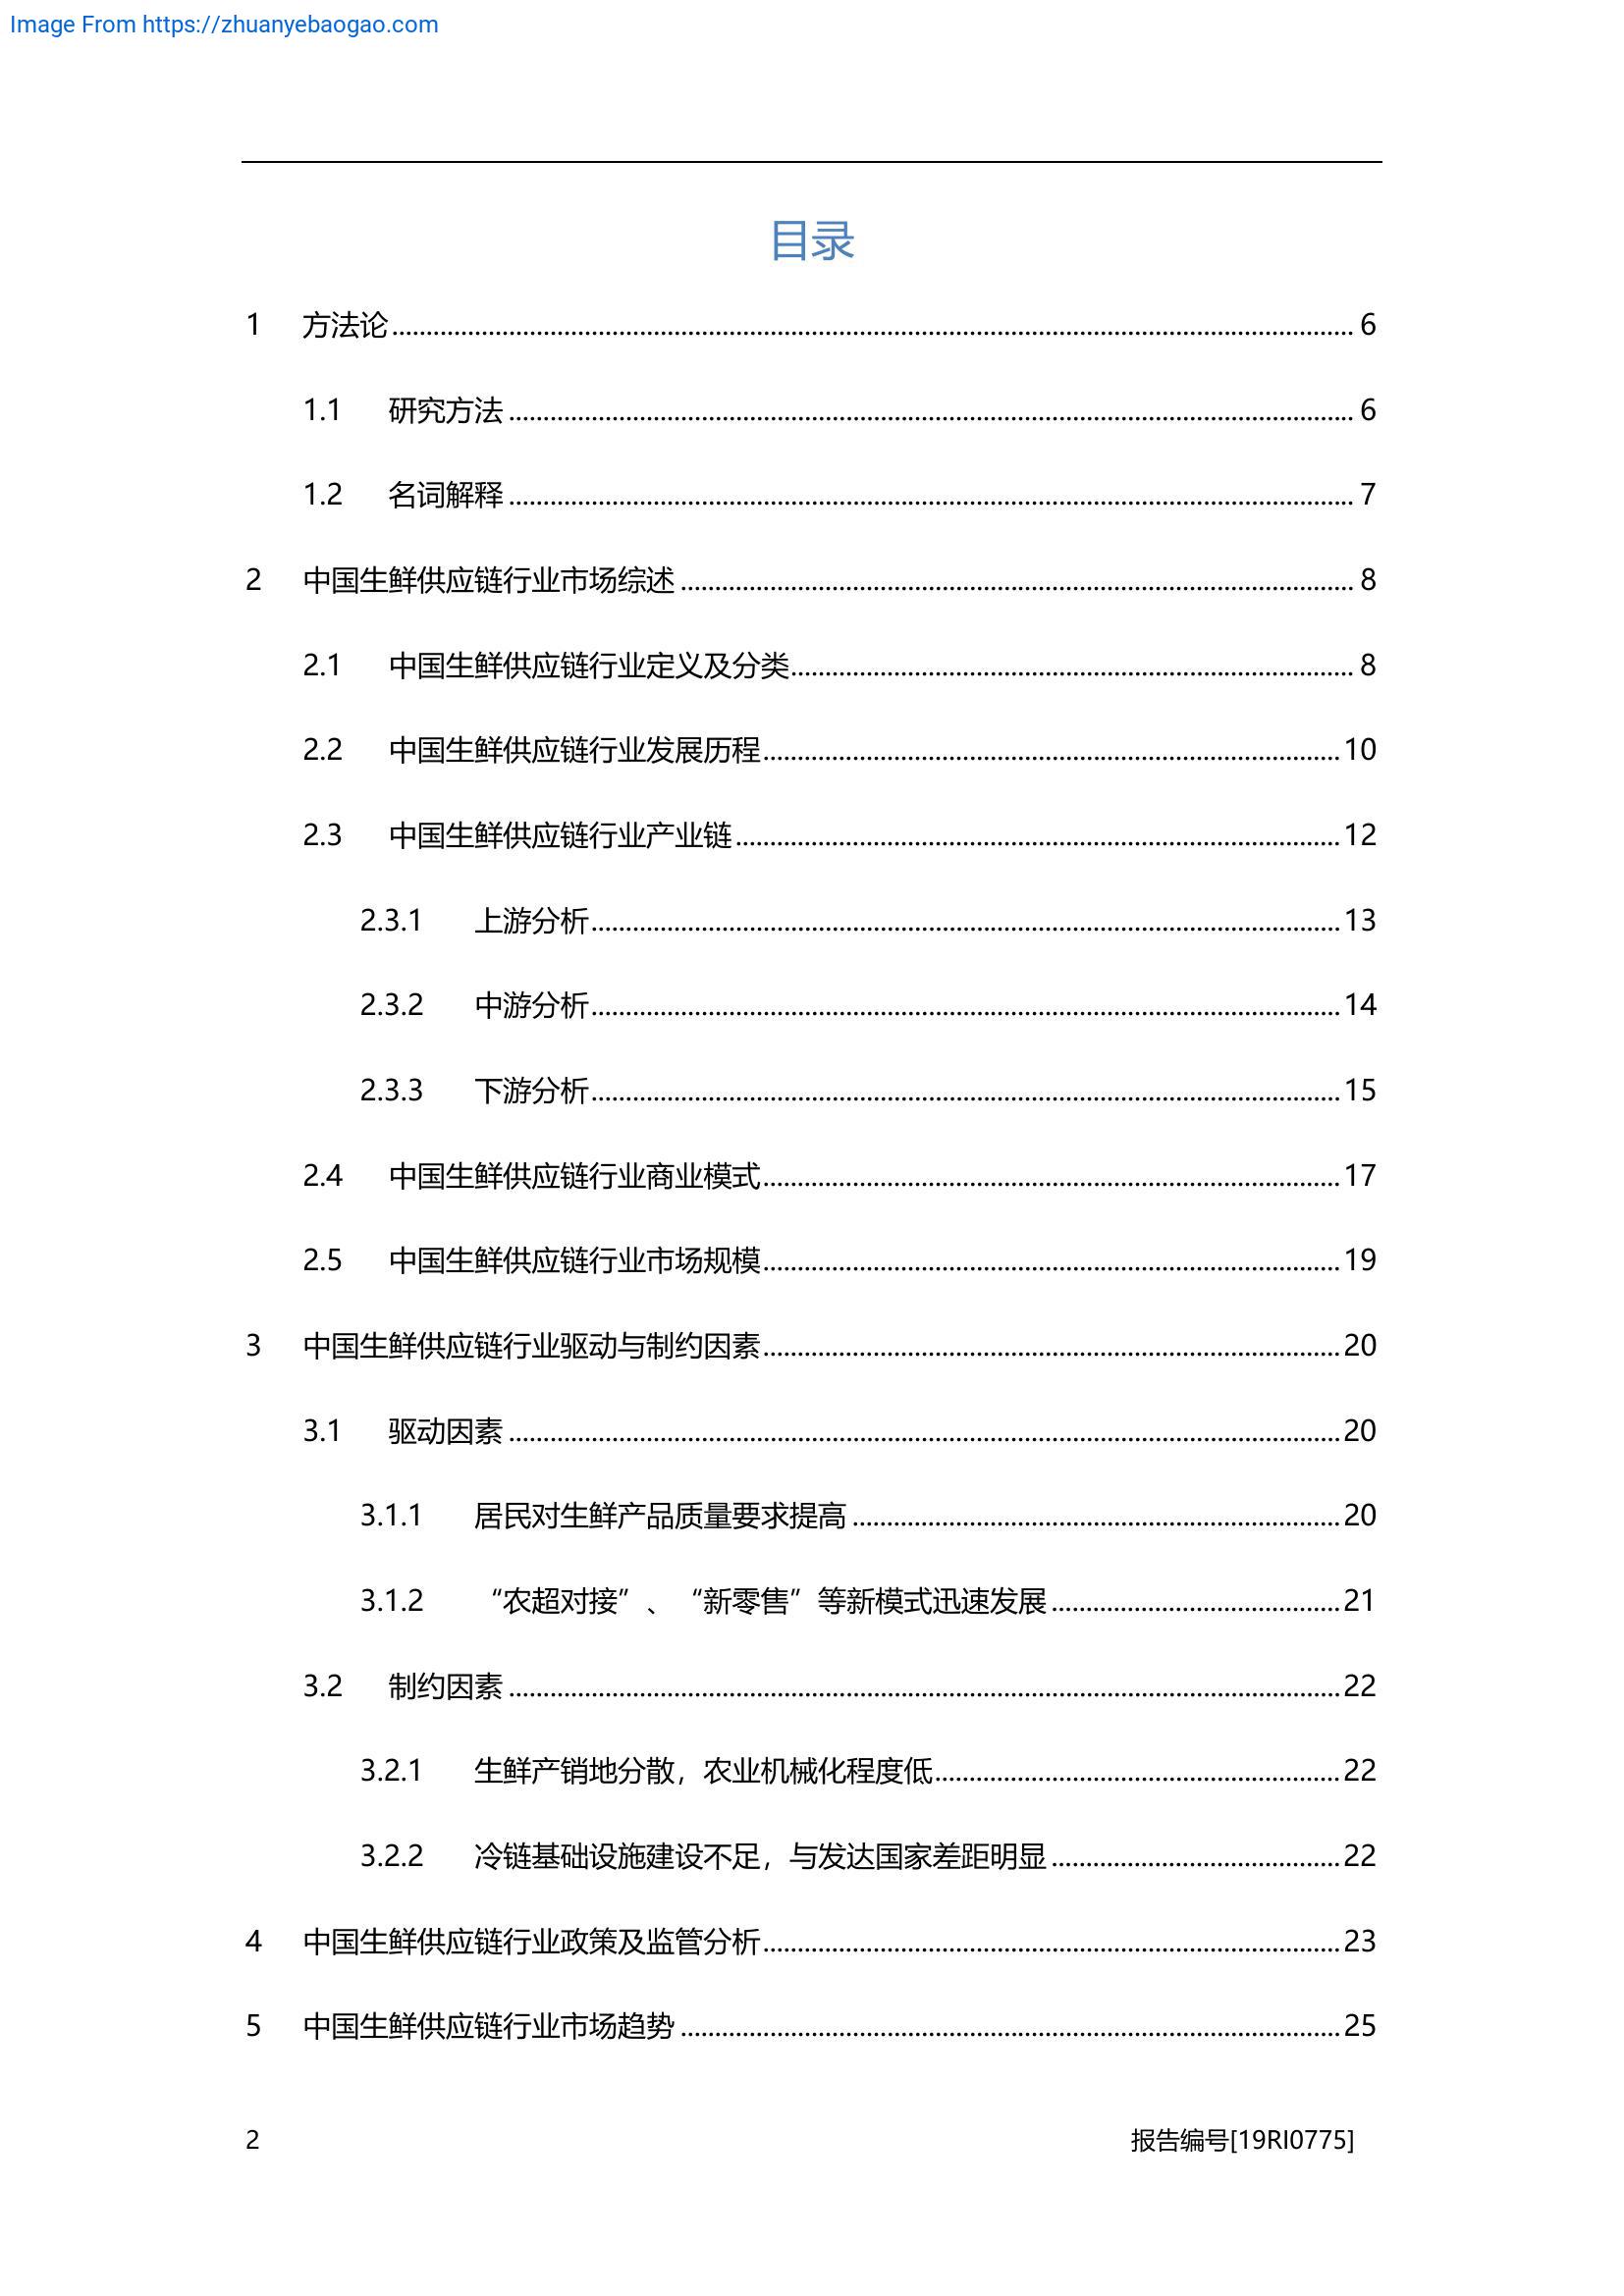 Image From https://zhuanyebaogao.com
目录
1 方法论 6
1.1 研究方法 6
1.2 名词解释 7
2 中国生鲜供应链行业市场综述 8
2.1 中国生鲜供应链行业定义及分类 8
2.2 中国生鲜供应链行业发展历程 10
2.3 中国生鲜供应链行业产业链 12
2.3.1 上游分析 13
2.3.2 中游分析 14
2.3.3 下游分析 15
2.4 中国生鲜供应链行业商业模式 17
2.5 中国生鲜供应链行业市场规模 19
3 中国生鲜供应链行业驱动与制约因素 20
3.1 驱动因素 20
3.1.1 居民对生鲜产品质量要求提高 20
3.1.2 “农超对接”、“新零售”等新模式迅速发展 21
3.2 制约因素 22
3.2.1 生鲜产销地分散，农业机械化程度低 22
3.2.2 冷链基础设施建设不足，与发达国家差距明显 22
4 中国生鲜供应链行业政策及监管分析 23
5 中国生鲜供应链行业市场趋势 25
2 报告编号[19RI0775]